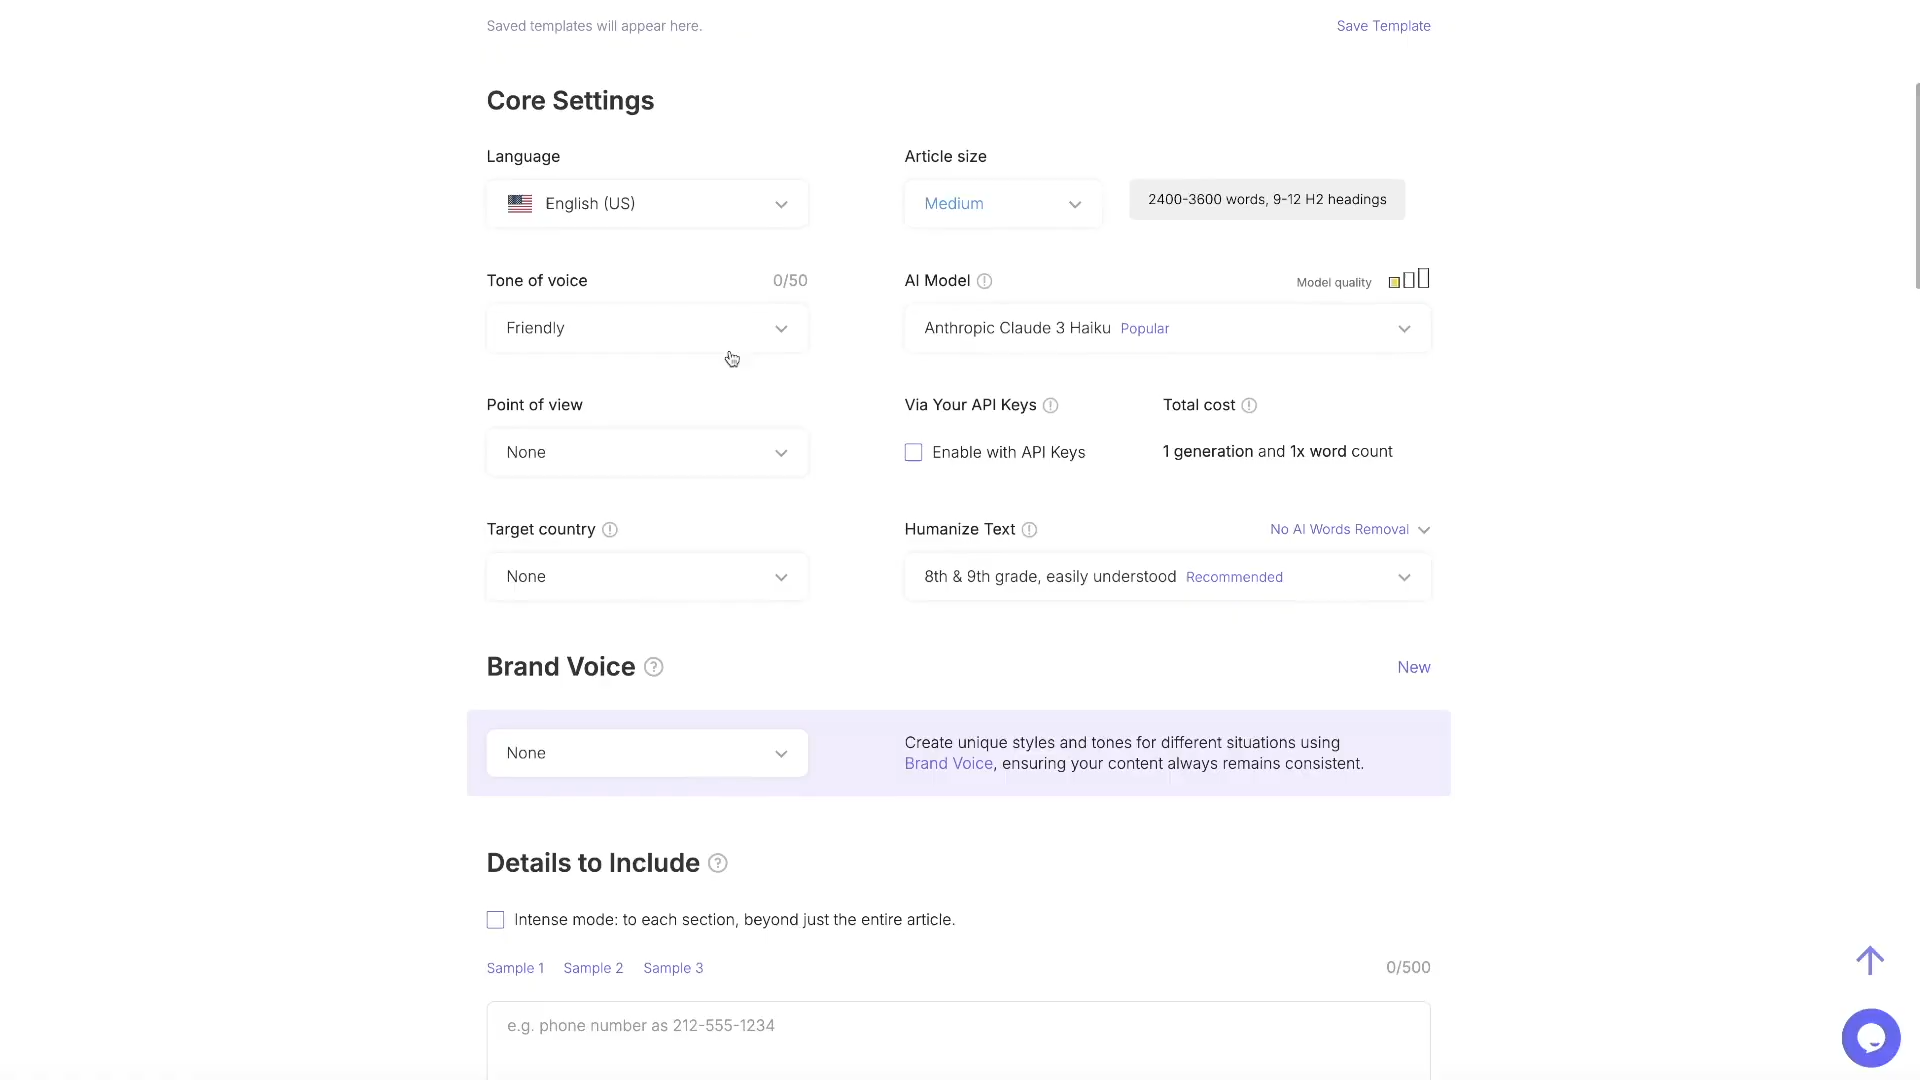 Saved templates will appear here.
Save Template
Core Settings
Language
Article size
English (US)
Medium
2400-3600 words, 9-12 H2 headings
Tone of voice
0/50
AI Model
Model quality
Friendly
Anthropic Claude 3 Haiku Popular
Point of view
Via Your API Keys
Total cost
None
Enable with API Keys
1 generation and 1x word count
Target country
Humanize Text
No AI Words Removal
None
8th & 9th grade, easily understood Recommended
Brand Voice
New
None
Create unique styles and tones for different situations using
Brand Voice, ensuring your content always remains consistent.
Details to Include
Intense mode: to each section, beyond just the entire article.
Sample 1 Sample 2 Sample 3
0/500
e.g. phone number as 212-555-1234